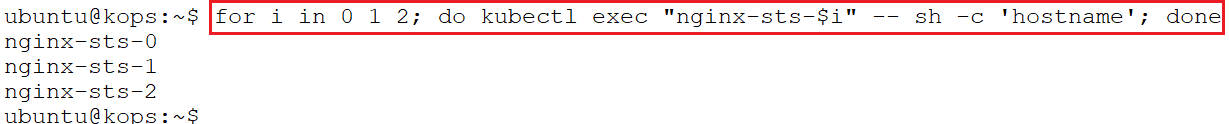 ubuntu@kops:~$ for i in 0 1 2; do kubectl exec "nginx-sts-$i" -- sh -c 'hostname'; done
nginx-sts-0
nginx-sts-1
nginx-sts-2
ubuntu@kops:~$